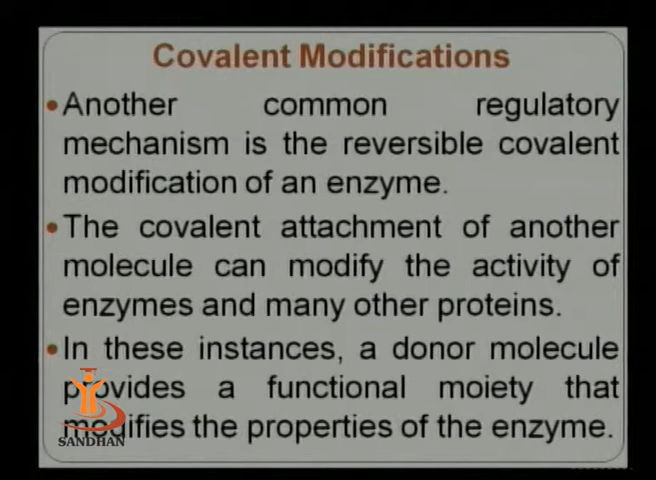 Covalent Modifications
• Another common regulatory
mechanism is the reversible covalent
modification of an enzyme.
• The covalent attachment of another
molecule can modify the activity of
enzymes and many other proteins.
• In these instances, a donor molecule
provides a functional moiety that
modifies the properties of the enzyme.
SANDHAN